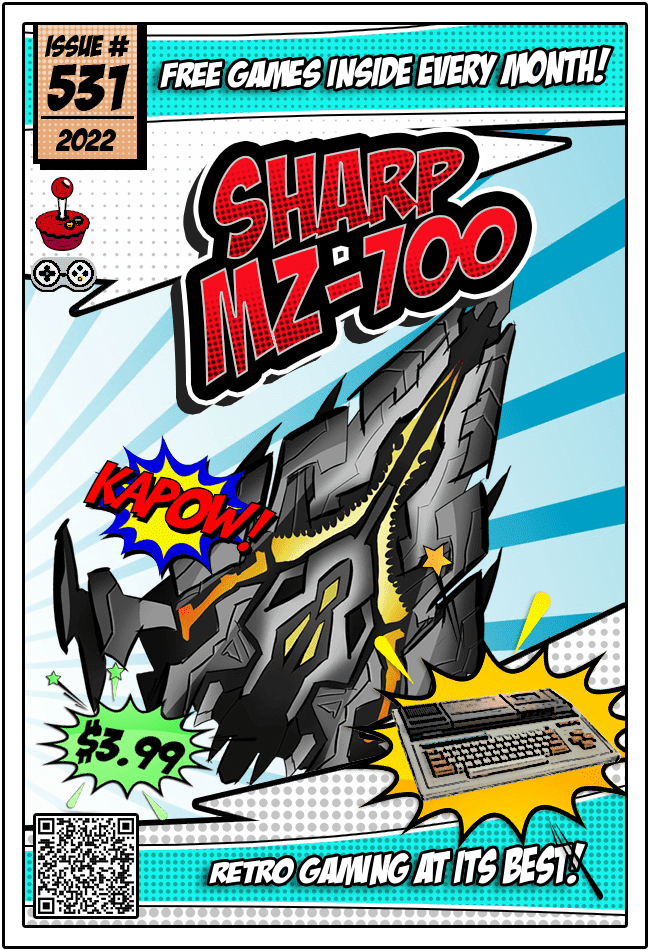 ISSUE #
531
2022
FREE GAMES INSIDE EVERY MONTH!
SHARP
MZ-700
KAPOW!
$3.99
RETRO GAMING AT ITS BEST!